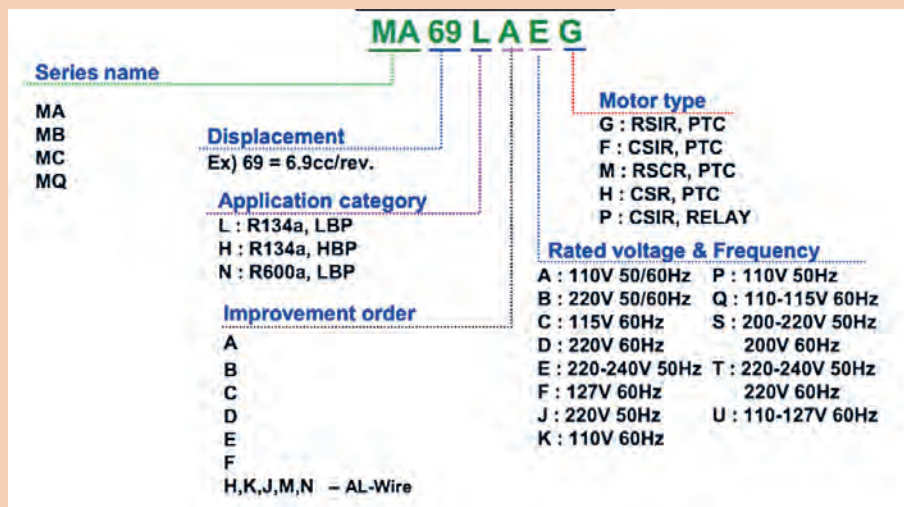 MA 69 L A E G
Series name
MA
MB
MC
MQ
Displacement
Ex) 69 = 6.9cc/rev.
Application category
L : R134a, LBP
H : R134a, HBP
N : R600a, LBP
Improvement order
A
B
C
D
E
F
H,K,J,M,N – AL-Wire
Motor type
G : RSIR, PTC
F : CSIR, PTC
M : RSCR, PTC
H : CSR, PTC
P : CSIR, RELAY
Rated voltage & Frequency
A : 110V 50/60Hz
B : 220V 50/60Hz
C : 115V 60Hz
D : 220V 60Hz
E : 220-240V 50Hz
F : 127V 60Hz
J : 220V 50Hz
K : 110V 60Hz
P : 110V 50Hz
Q : 110-115V 60Hz
S : 200-220V 50Hz
200V 60Hz
T : 220-240V 50Hz
220V 60Hz
U : 110-127V 60Hz